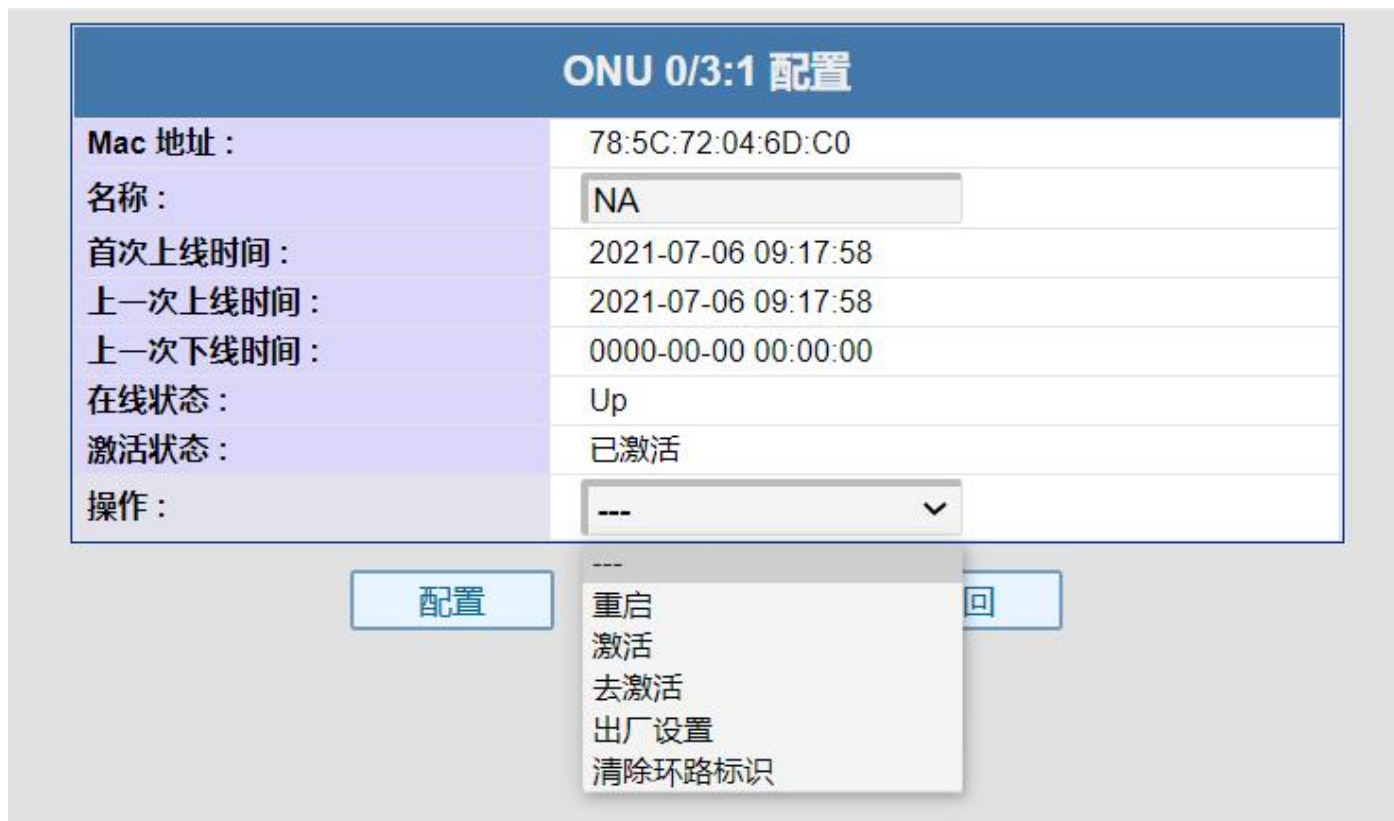 ONU 0/3:1 配置
Mac 地址： 78:5C:72:04:6D:C0
名称： NA
首次上线时间： 2021-07-06 09:17:58
上一次上线时间： 2021-07-06 09:17:58
上一次下线时间： 0000-00-00 00:00:00
在线状态： Up
激活状态： 已激活
操作： ---
---
配置 重启 回
激活
去激活
出厂设置
清除环路标识